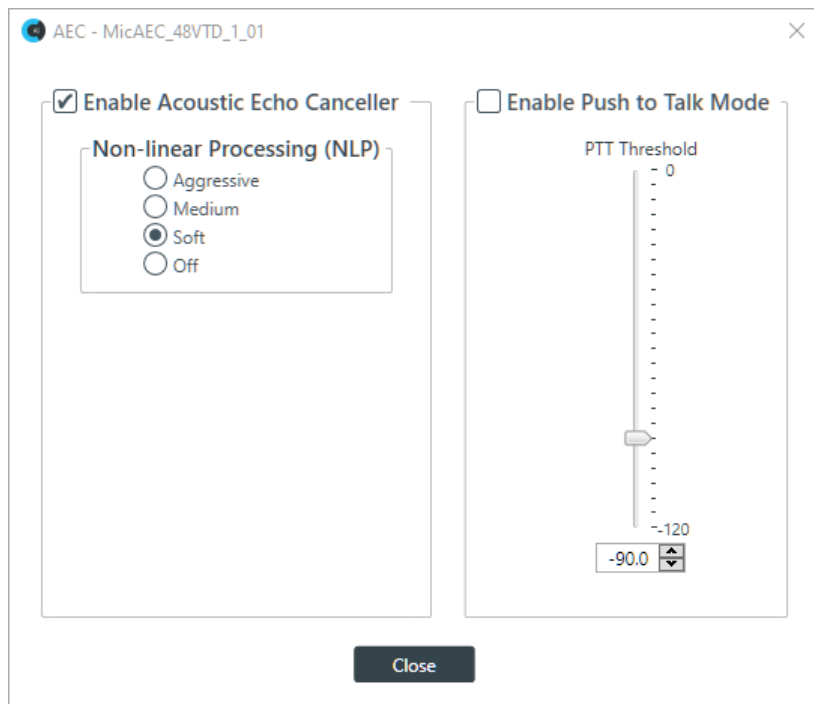 AEC - MicAEC_48VTD_1_01
Enable Acoustic Echo Canceller
Non-linear Processing (NLP)
Aggressive
Medium
Soft
Off
Enable Push to Talk Mode
PTT Threshold
0
-120
-90.0
Close